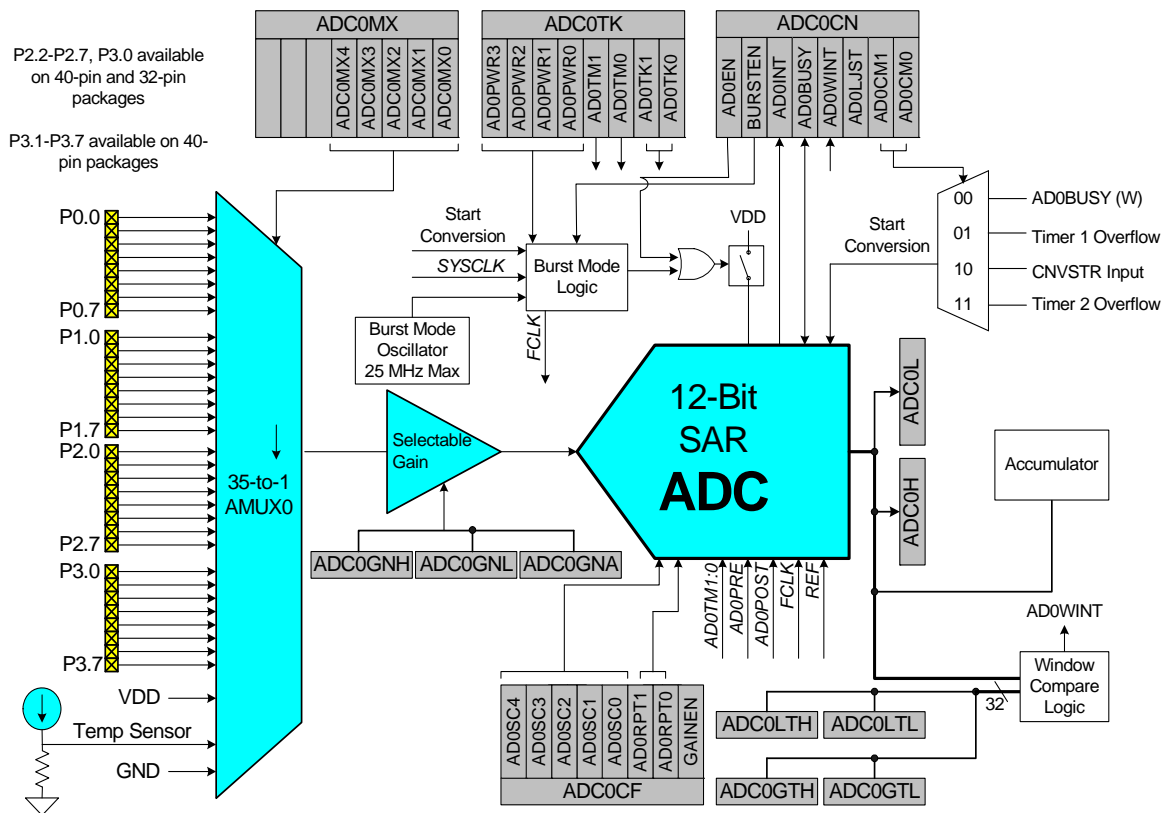 ADC0MX
ADC0MX4
ADC0MX3
ADC0MX2
ADC0MX1
ADC0MX0
ADC0TK
AD0PWR3
AD0PWR2
AD0PWR1
AD0PWR0
AD0TM1
AD0TM0
AD0TK1
AD0TK0
ADC0CN
AD0EN
BURSTEN
AD0INT
AD0BUSY
AD0WINT
AD0LJST
AD0CM1
AD0CM0
P2.2-P2.7, P3.0 available
on 40-pin and 32-pin
packages
P3.1-P3.7 available on 40-
pin packages
P0.0
P0.7
P1.0
P1.7
P2.0
P2.7
P3.0
P3.7
VDD
Temp Sensor
GND
35-to-1
AMUX0
Start
Conversion
SYSCLK
Burst Mode
Logic
Burst Mode
Oscillator
25 MHz Max
FCLK
VDD
Start
Conversion
00
01
10
11
AD0BUSY (W)
Timer 1 Overflow
CNVSTR Input
Timer 2 Overflow
Selectable
Gain
ADC0GNH
ADC0GNL
ADC0GNA
12-Bit
SAR
ADC
ADC0L
ADC0H
Accumulator
AD0TM1:0
AD0PRE
AD0POST
FCLK
REF
AD0WINT
Window
Compare
Logic
32
AD0SC4
AD0SC3
AD0SC2
AD0SC1
AD0SC0
AD0RPT1
AD0RPT0
GAINEN
ADC0CF
ADC0LTH
ADC0LTL
ADC0GTH
ADC0GTL